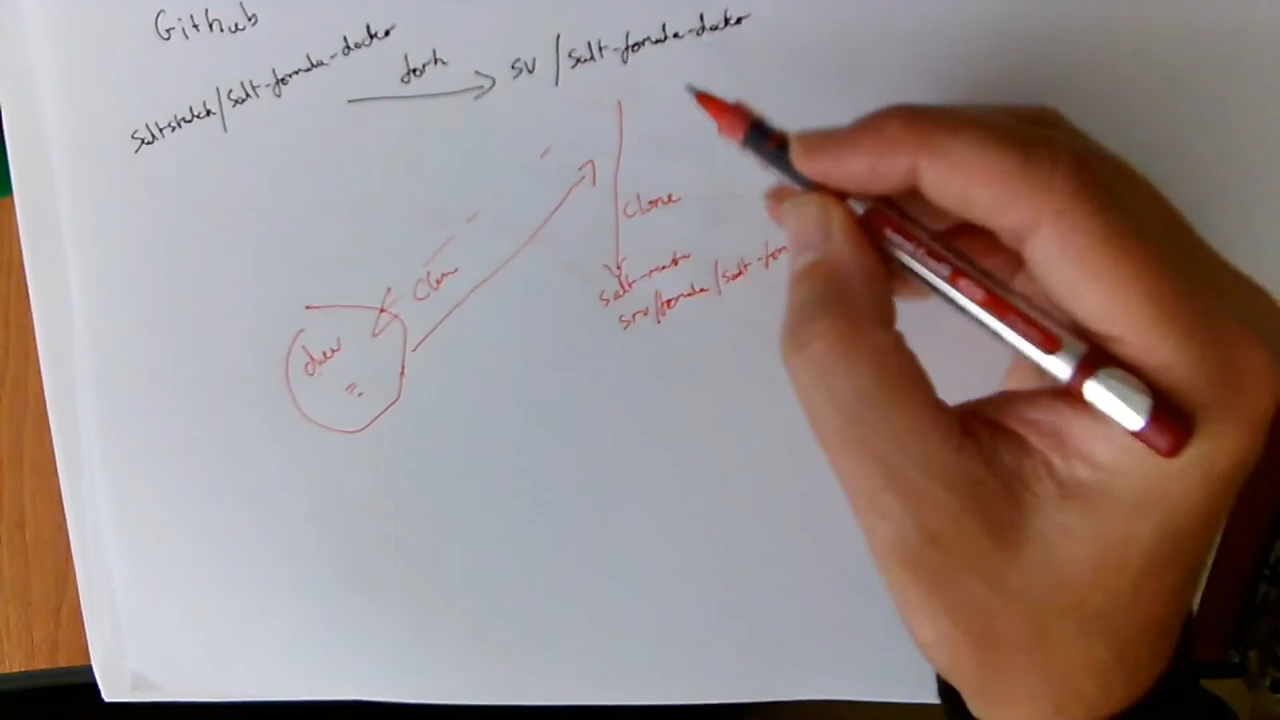 Github
saltstack/salt-formula-docker
fork
sv/salt-formula-docker
clone
clone
salt-master
srv/formula/salt-for
dev